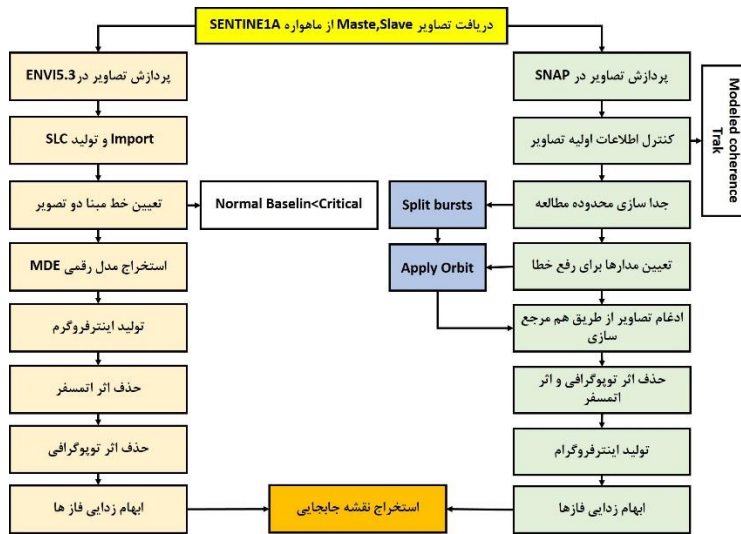 دریافت تصاویر Maste,Slave از ماهواره SENTINE1A
پردازش تصاویر در SNAP
کنترل اطلاعات اولیه تصاویر
Modeled coherence
Trak
جدا سازی محدوده مطالعه
Split bursts
تعیین مدارها برای رفع خطا
Apply Orbit
ادغام تصاویر از طریق هم مرجع
سازی
حذف اثر توپوگرافی و اثر
اتمسفر
تولید اینترفروگرام
ابهام زدایی فازها
پردازش تصاویر در ENVI5.3
Import و تولید SLC
تعیین خط مبنا دو تصویر
Normal Baselin<Critical
استخراج مدل رقمی MDE
تولید اینترفروگرم
حذف اثر اتمسفر
حذف اثر توپوگرافی
ابهام زدایی فاز ها
استخراج نقشه جابجایی